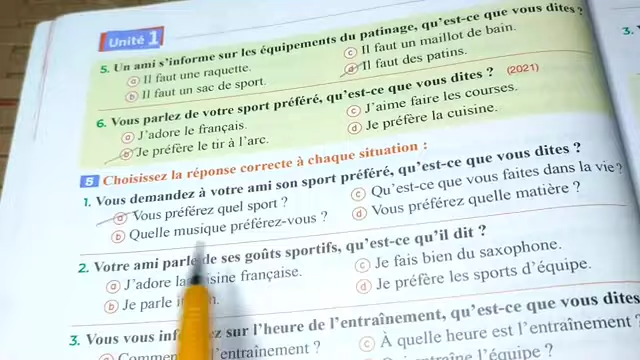 Unité 1
5. Un ami s'informe sur les équipements du patinage, qu'est-ce que vous dites ?
a Il faut une raquette.
c Il faut un maillot de bain.
b Il faut un sac de sport.
d Il faut des patins.
6. Vous parlez de votre sport préféré, qu'est-ce que vous dites ? (2021)
a J'adore le français.
c J'aime faire les courses.
b Je préfère le tir à l'arc.
d Je préfère la cuisine.
5 Choisissez la réponse correcte à chaque situation :
1. Vous demandez à votre ami son sport préféré, qu'est-ce que vous dites ?
a Vous préférez quel sport ?
c Qu'est-ce que vous faites dans la vie ?
b Quelle musique préférez-vous ?
d Vous préférez quelle matière ?
2. Votre ami parle de ses goûts sportifs, qu'est-ce qu'il dit ?
a J'adore la isine française.
c Je fais bien du saxophone.
b Je parle
d Je préfère les sports d'équipe.
3. Vous vous z sur l'heure de l'entraînement, qu'est-ce que vous dites
a Commen l'entraînement ?
c À quelle heure est l'entraînement ?
l'équipe ?
3.